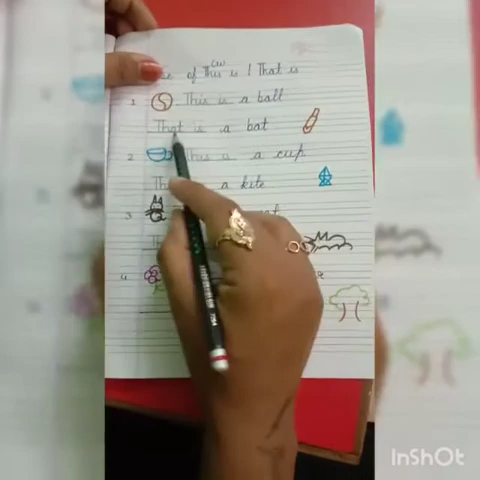 of This is / That is
(cw)
1 This is a ball
That is a bat
2 This is a cup
a kite
3
4
InShOt